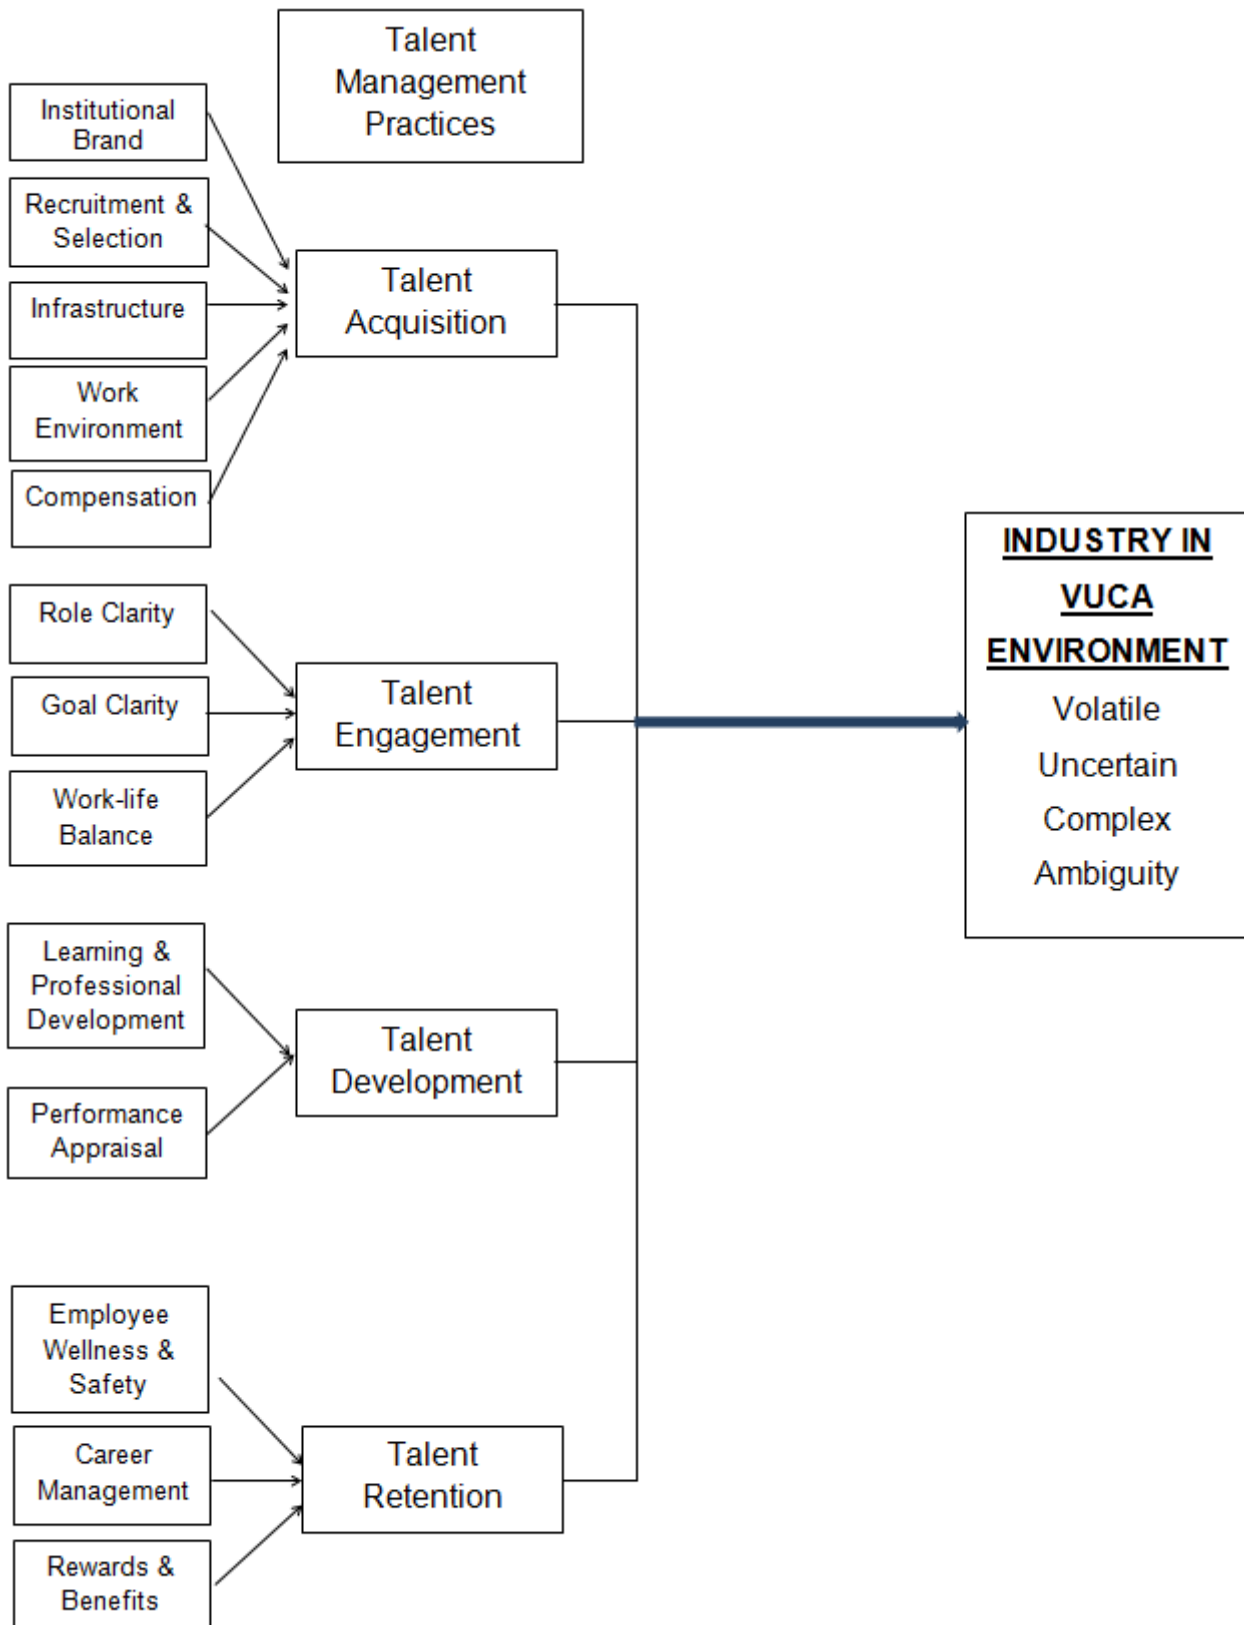 Talent
Management
Practices
Institutional
Brand
Recruitment &
Selection
Infrastructure
Work
Environment
Compensation
Talent
Acquisition
Role Clarity
Goal Clarity
Work-life
Balance
Talent
Engagement
Learning &
Professional
Development
Performance
Appraisal
Talent
Development
Employee
Wellness &
Safety
Career
Management
Rewards &
Benefits
Talent
Retention
INDUSTRY IN
VUCA
ENVIRONMENT
Volatile
Uncertain
Complex
Ambiguity